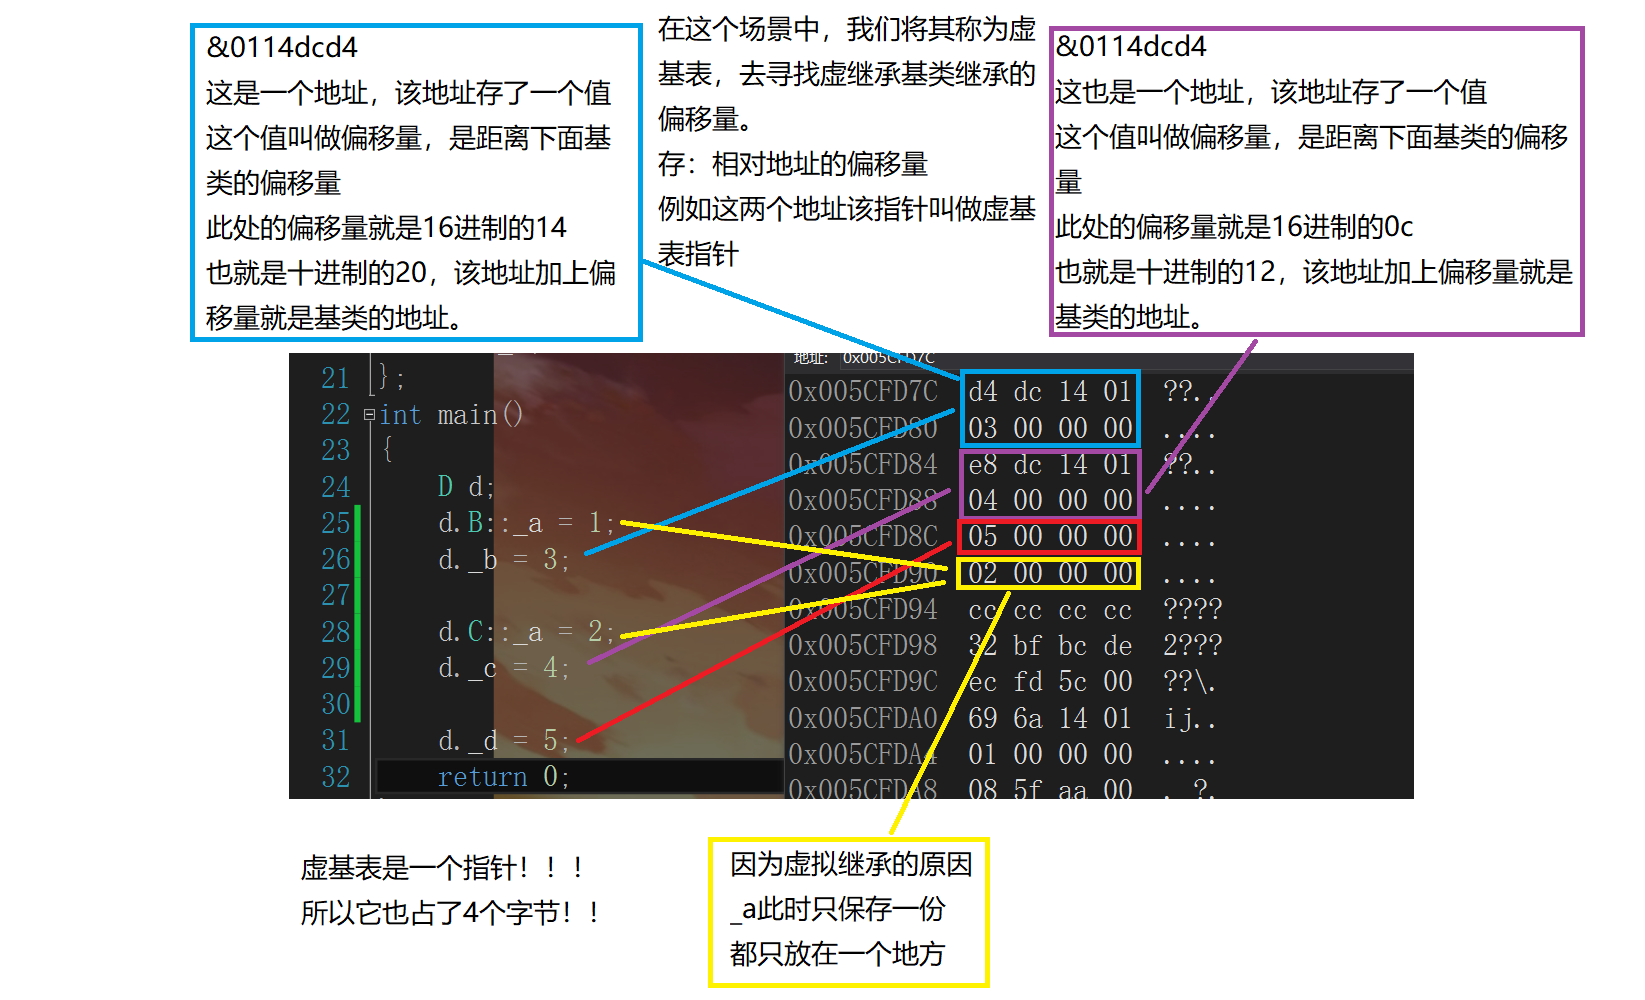 &0114dcd4
这是一个地址，该地址存了一个值
这个值叫做偏移量，是距离下面基
类的偏移量
此处的偏移量就是16进制的14
也就是十进制的20，该地址加上偏
移量就是基类的地址。
在这个场景中，我们将其称为虚
基表，去寻找虚继承基类继承的
偏移量。
存：相对地址的偏移量
例如这两个地址该指针叫做虚基
表指针
&0114dcd4
这也是一个地址，该地址存了一个值
这个值叫做偏移量，是距离下面基类的偏移
量
此处的偏移量就是16进制的0c
也就是十进制的12，该地址加上偏移量就是
基类的地址。
21 };
22 int main()
23 {
24 D d;
25 d.B::_a = 1;
26 d._b = 3;
27
28 d.C::_a = 2;
29 d._c = 4;
30
31 d._d = 5;
32 return 0;
地址: 0x005CFD7C
0x005CFD7C d4 dc 14 01 ??..
0x005CFD80 03 00 00 00 ....
0x005CFD84 e8 dc 14 01 ??..
0x005CFD88 04 00 00 00 ....
0x005CFD8C 05 00 00 00 ....
0x005CFD90 02 00 00 00 ....
0x005CFD94 cc cc cc cc ????
0x005CFD98 32 bf bc de 2???
0x005CFD9C ec fd 5c 00 ??\.
0x005CFDA0 69 6a 14 01 ij..
0x005CFDA4 01 00 00 00 ....
0x005CFDA8 08 5f aa 00 ._?.
虚基表是一个指针！！！
所以它也占了4个字节！！
因为虚拟继承的原因
_a此时只保存一份
都只放在一个地方